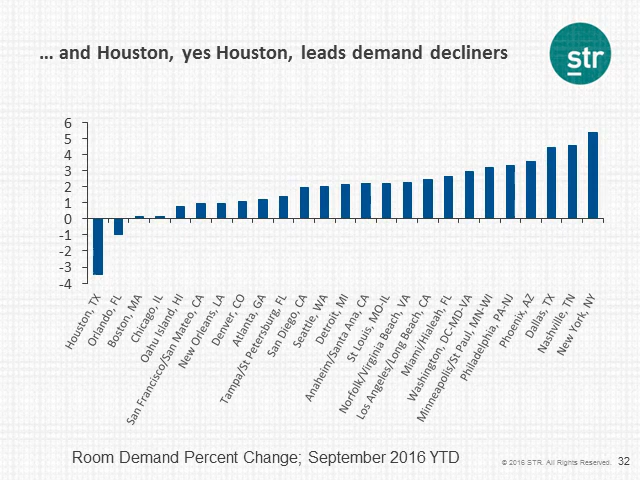 ... and Houston, yes Houston, leads demand decliners
str
6
5
4
3
2
1
0
-1
-2
-3
-4
Houston, TX
Orlando, FL
Boston, MA
Chicago, IL
Oahu Island, HI
San Francisco/San Mateo, CA
New Orleans, LA
Denver, CO
Atlanta, GA
Tampa/St Petersburg, FL
San Diego, CA
Seattle, WA
Detroit, MI
Anaheim/Santa Ana, CA
St Louis, MO-IL
Norfolk/Virginia Beach, VA
Los Angeles/Long Beach, CA
Miami/Hialeah, FL
Washington, DC-MD-VA
Minneapolis/St Paul, MN-WI
Philadelphia, PA-NJ
Phoenix, AZ
Dallas, TX
Nashville, TN
New York, NY
Room Demand Percent Change; September 2016 YTD
© 2016 STR. All Rights Reserved. 32